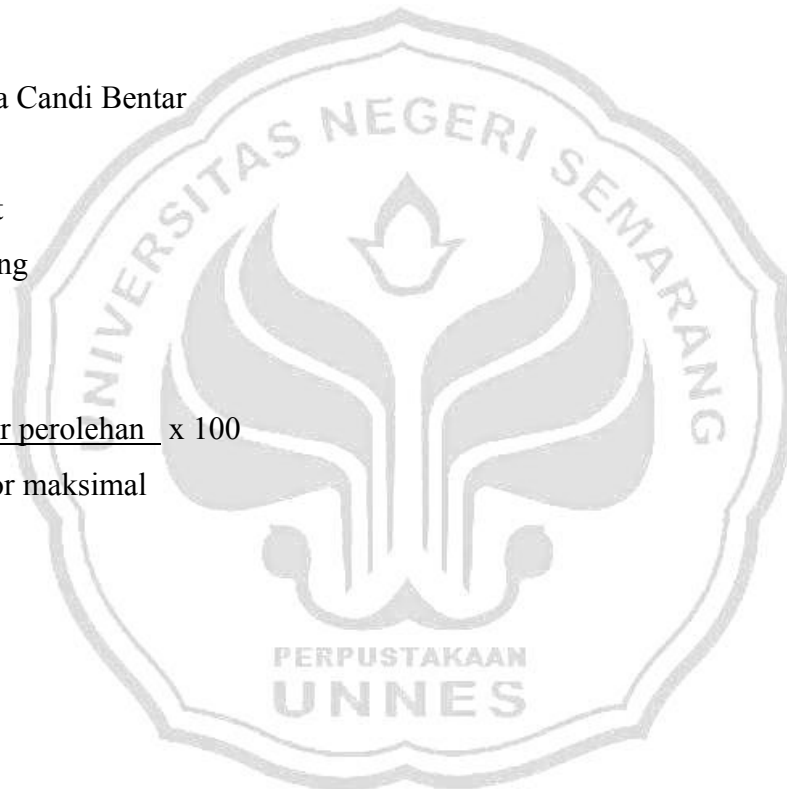 a Candi Bentar
UNIVERSITAS NEGERI SEMARANG
t
ng
r perolehan x 100
or maksimal
PERPUSTAKAAN
UNNES